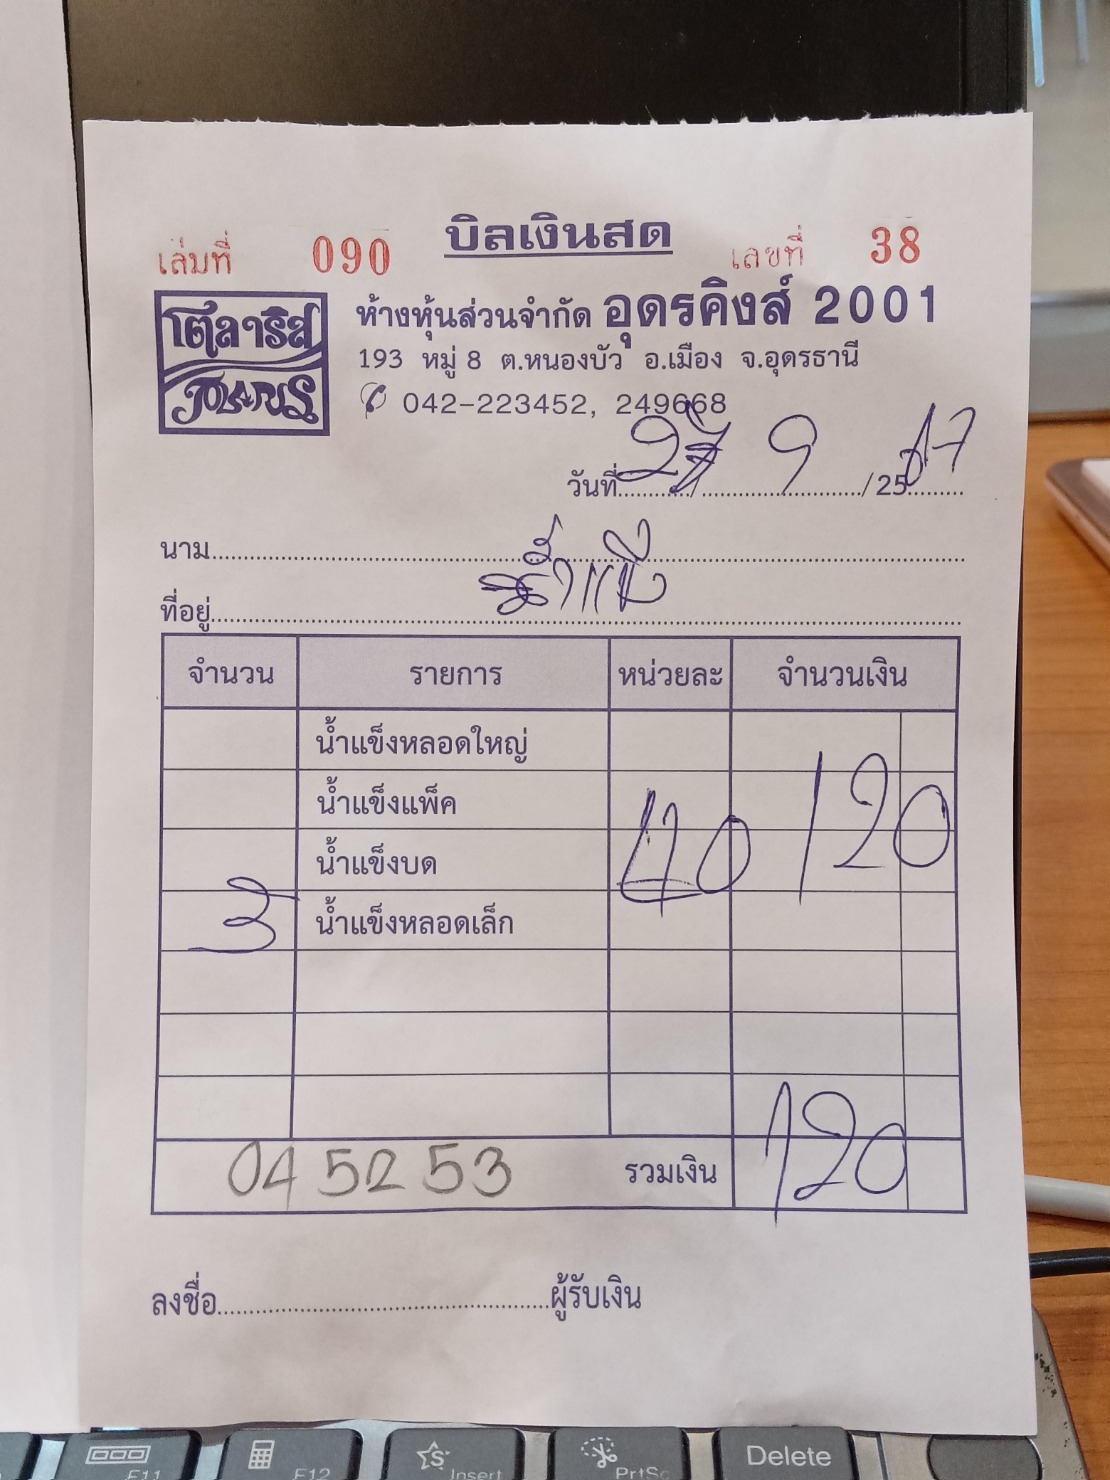 บิลเงินสด
เล่มที่ 090 เลขที่ 38
โตลาริส
TOLARIS
ห้างหุ้นส่วนจำกัด อุดรคิงส์ 2001
193 หมู่ 8 ต.หนองบัว อ.เมือง จ.อุดรธานี
042-223452, 249668
วันที่ / 9 /25
นาม
ที่อยู่
จำนวน รายการ หน่วยละ จำนวนเงิน
น้ำแข็งหลอดใหญ่
น้ำแข็งแพ็ค
น้ำแข็งบด 40 120
3 น้ำแข็งหลอดเล็ก
045253 รวมเงิน 120
ลงชื่อ ผู้รับเงิน
F11 F12 Insert PrtSc Delete